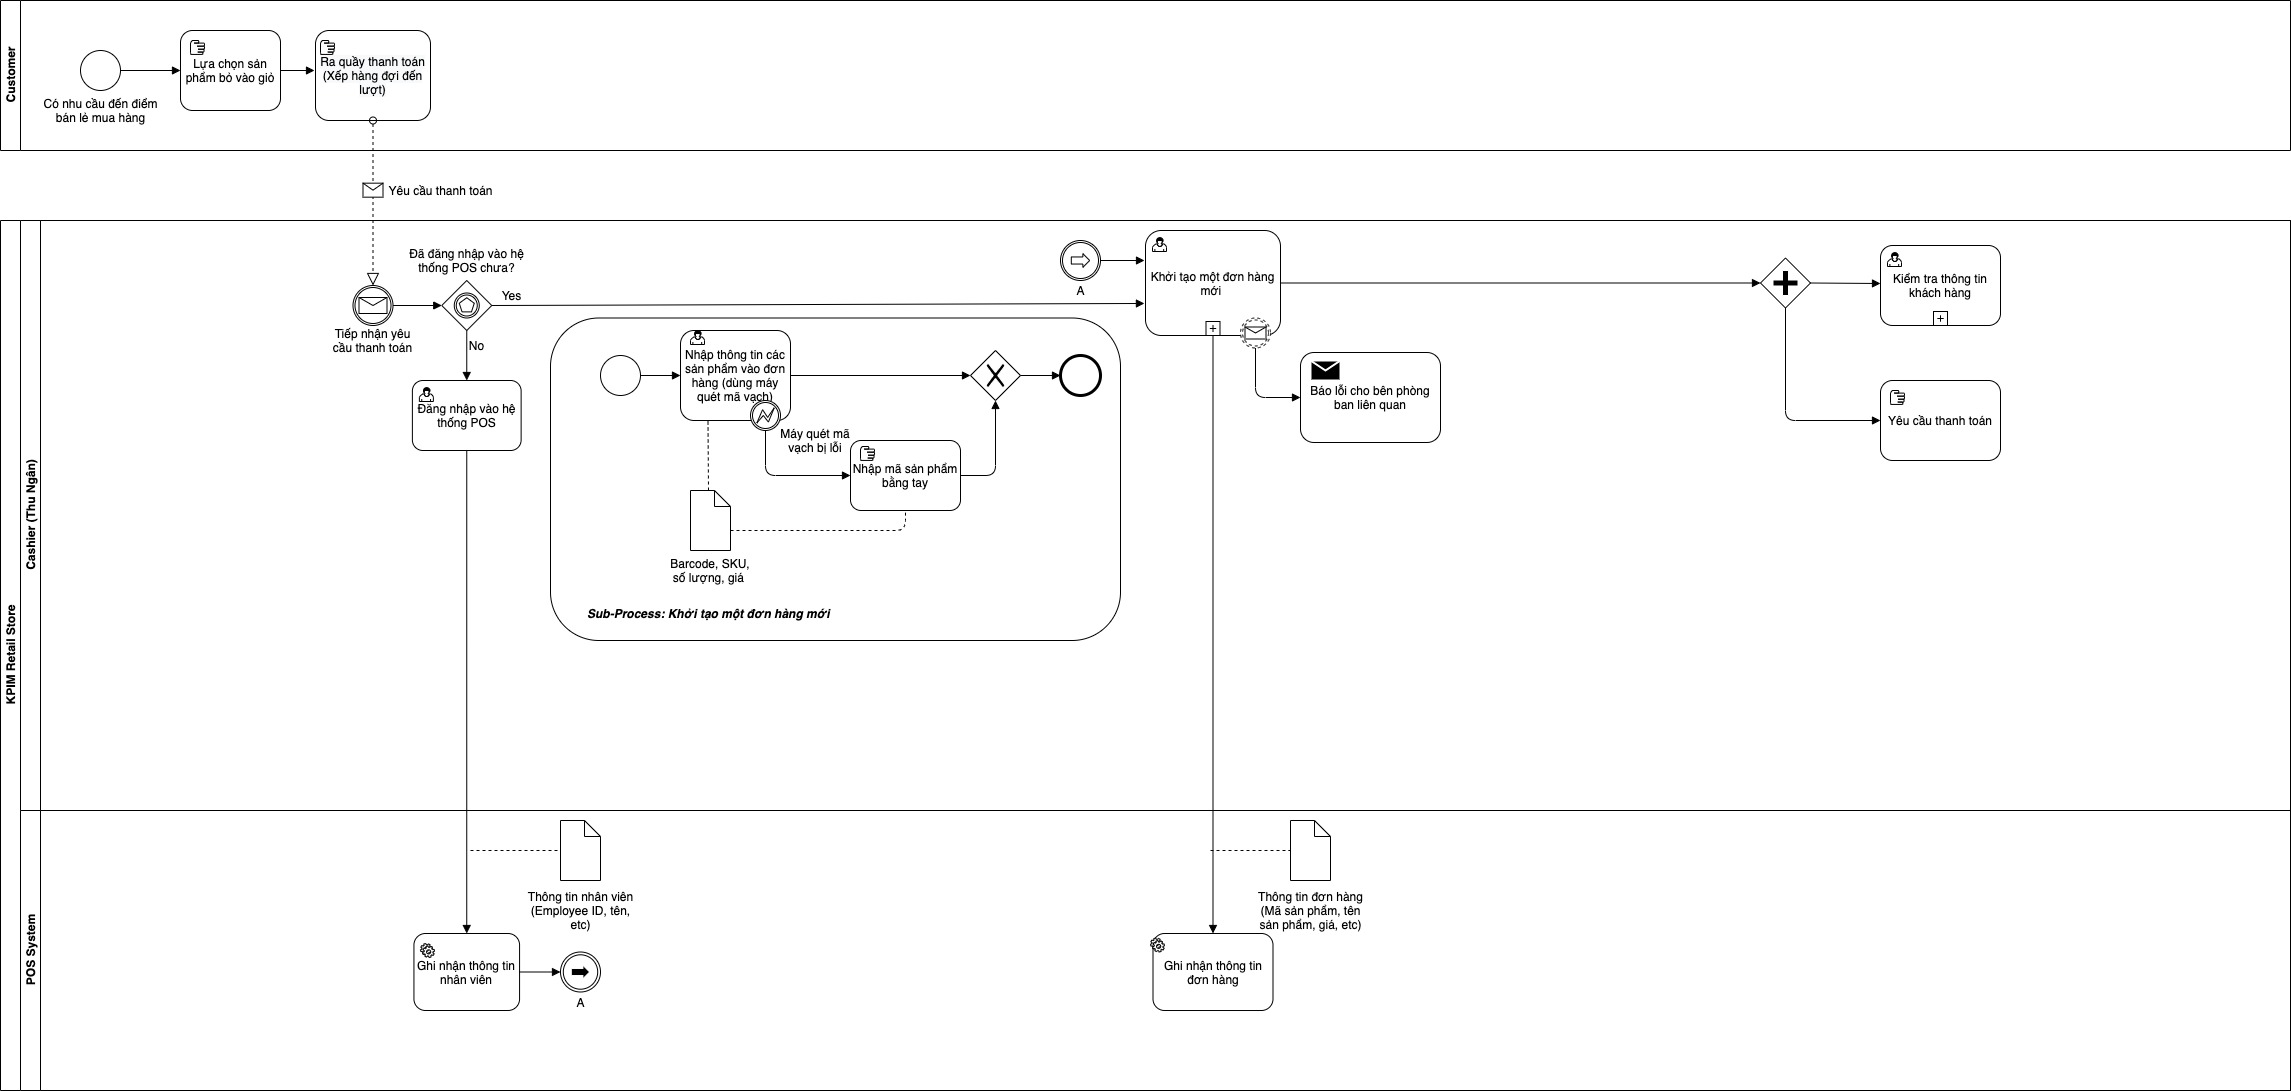 Customer
Có nhu cầu đến điểm
bán lẻ mua hàng
Lựa chọn sản
phẩm bỏ vào giỏ
Ra quầy thanh toán
(Xếp hàng đợi đến
lượt)
Yêu cầu thanh toán
KPIM Retail Store
Cashier (Thu Ngân)
Tiếp nhận yêu
cầu thanh toán
Đã đăng nhập vào hệ
thống POS chưa?
Yes
No
Đăng nhập vào hệ
thống POS
Nhập thông tin các
sản phẩm vào đơn
hàng (dùng máy
quét mã vạch)
Máy quét mã
vạch bị lỗi
Nhập mã sản phẩm
bằng tay
Barcode, SKU,
số lượng, giá
Sub-Process: Khởi tạo một đơn hàng mới
A
Khởi tạo một đơn hàng
mới
Báo lỗi cho bên phòng
ban liên quan
Kiểm tra thông tin
khách hàng
Yêu cầu thanh toán
POS System
Thông tin nhân viên
(Employee ID, tên,
etc)
Ghi nhận thông tin
nhân viên
A
Thông tin đơn hàng
(Mã sản phẩm, tên
sản phẩm, giá, etc)
Ghi nhận thông tin
đơn hàng